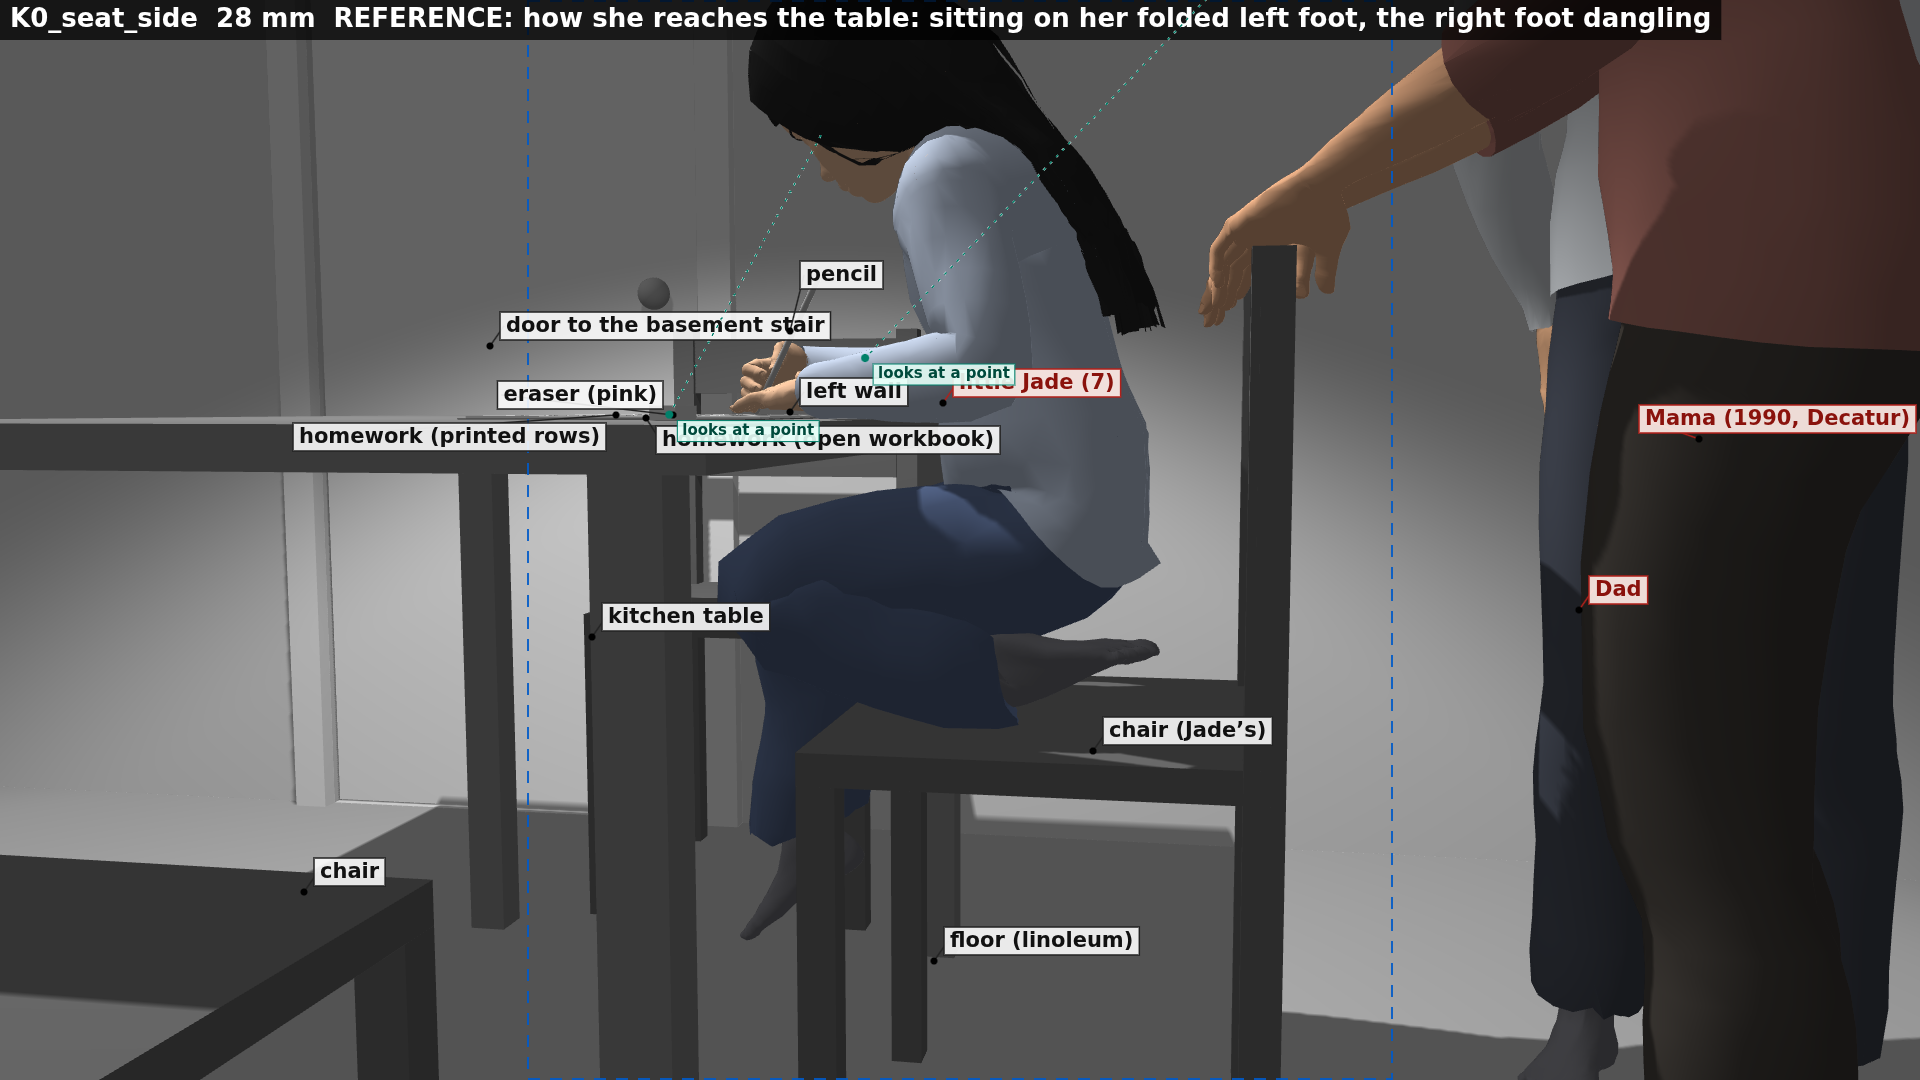 K0_seat_side  28 mm  REFERENCE: how she reaches the table: sitting on her folded left foot, the right foot dangling
pencil
door to the basement stair
looks at a point
little Jade (7)
eraser (pink)
left wall
Mama (1990, Decatur)
looks at a point
homework (printed rows)
homework (open workbook)
Dad
kitchen table
chair (Jade’s)
chair
floor (linoleum)